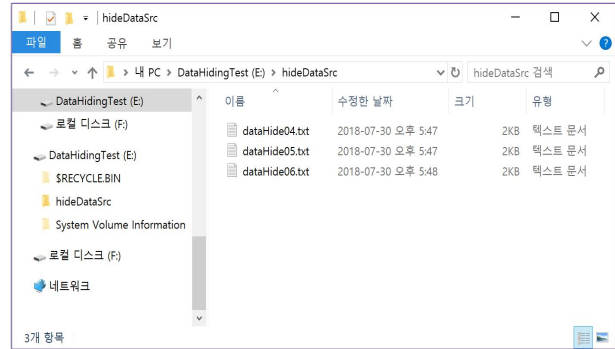 hideDataSrc
파일 홈 공유 보기
내 PC > DataHidingTest (E:) > hideDataSrc
hideDataSrc 검색
이름 수정한 날짜 크기 유형
dataHide04.txt 2018-07-30 오후 5:47 2KB 텍스트 문서
dataHide05.txt 2018-07-30 오후 5:47 2KB 텍스트 문서
dataHide06.txt 2018-07-30 오후 5:48 2KB 텍스트 문서
DataHidingTest (E:)
로컬 디스크 (F:)
DataHidingTest (E:)
$RECYCLE.BIN
hideDataSrc
System Volume Information
로컬 디스크 (F:)
네트워크
3개 항목